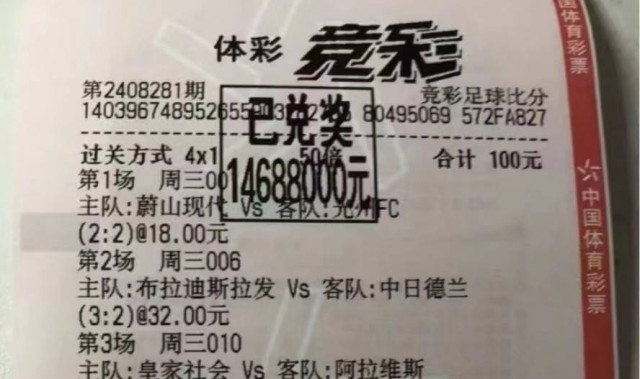 体彩 竞彩
第2408281期 竞彩足球比分
80495069 572FA827
已兑奖
14688000元
过关方式 4x1 50倍 合计 100元
第1场 周三00
主队:蔚山现代 Vs 客队:光州FC
(2:2)@18.00元
第2场 周三006
主队:布拉迪斯拉发 Vs 客队:中日德兰
(3:2)@32.00元
第3场 周三010
主队:皇家社会 Vs 客队:阿拉维斯
国体育彩票
中国体育彩票